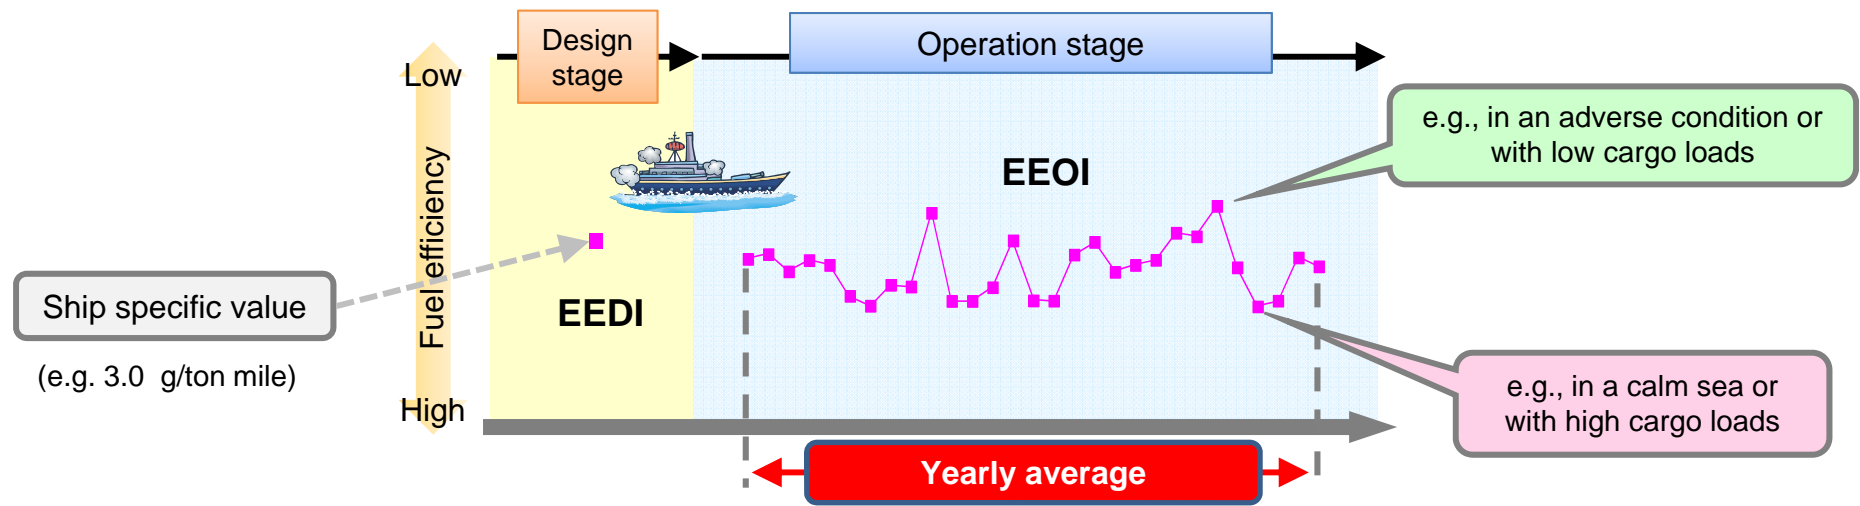 Design
stage
Operation stage
Low
Fuel efficiency
High
e.g., in an adverse condition or
with low cargo loads
EEOI
EEDI
Ship specific value
(e.g. 3.0  g/ton mile)
e.g., in a calm sea or
with high cargo loads
Yearly average